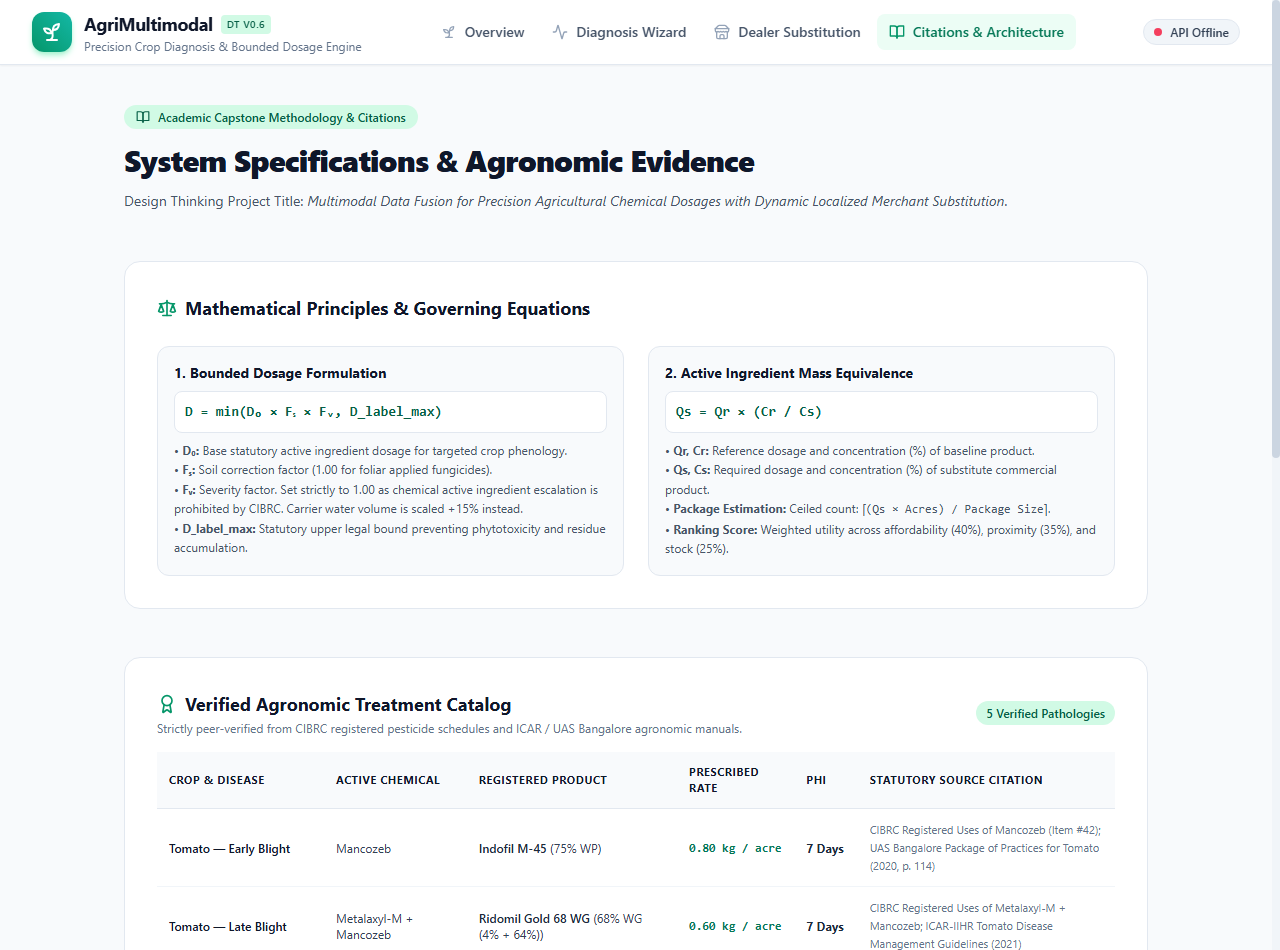 AgriMultimodal DT V0.6
Precision Crop Diagnosis & Bounded Dosage Engine
Overview
Diagnosis Wizard
Dealer Substitution
Citations & Architecture
API Offline
Academic Capstone Methodology & Citations
System Specifications & Agronomic Evidence
Design Thinking Project Title: Multimodal Data Fusion for Precision Agricultural Chemical Dosages with Dynamic Localized Merchant Substitution.
Mathematical Principles & Governing Equations
1. Bounded Dosage Formulation
D = min(D₀ × Fₛ × Fᵥ, D_label_max)
• D₀: Base statutory active ingredient dosage for targeted crop phenology.
• Fₛ: Soil correction factor (1.00 for foliar applied fungicides).
• Fᵥ: Severity factor. Set strictly to 1.00 as chemical active ingredient escalation is
prohibited by CIBRC. Carrier water volume is scaled +15% instead.
• D_label_max: Statutory upper legal bound preventing phytotoxicity and residue
accumulation.
2. Active Ingredient Mass Equivalence
Qs = Qr × (Cr / Cs)
• Qr, Cr: Reference dosage and concentration (%) of baseline product.
• Qs, Cs: Required dosage and concentration (%) of substitute commercial
product.
• Package Estimation: Ceiled count: ⌈(Qs × Acres) / Package Size⌉.
• Ranking Score: Weighted utility across affordability (40%), proximity (35%), and
stock (25%).
Verified Agronomic Treatment Catalog
Strictly peer-verified from CIBRC registered pesticide schedules and ICAR / UAS Bangalore agronomic manuals.
5 Verified Pathologies
CROP & DISEASE
ACTIVE CHEMICAL
REGISTERED PRODUCT
PRESCRIBED
RATE
PHI
STATUTORY SOURCE CITATION
Tomato — Early Blight
Mancozeb
Indofil M-45 (75% WP)
0.80 kg / acre
7 Days
CIBRC Registered Uses of Mancozeb (Item #42);
UAS Bangalore Package of Practices for Tomato
(2020, p. 114)
Tomato — Late Blight
Metalaxyl-M +
Mancozeb
Ridomil Gold 68 WG (68% WG
(4% + 64%))
0.60 kg / acre
7 Days
CIBRC Registered Uses of Metalaxyl-M +
Mancozeb; ICAR-IIHR Tomato Disease
Management Guidelines (2021)